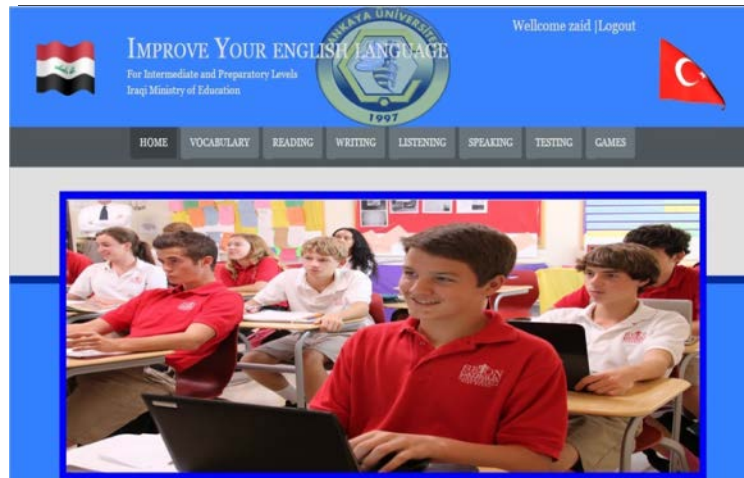 Wellcome zaid |Logout
IMPROVE YOUR ENGLISH LANGUAGE
For Intermediate and Preparatory Levels
Iraqi Ministry of Education
ANKAYA ÜNİVERSİTESİ
1997
HOME VOCABULARY READING WRITING LISTENING SPEAKING TESTING GAMES